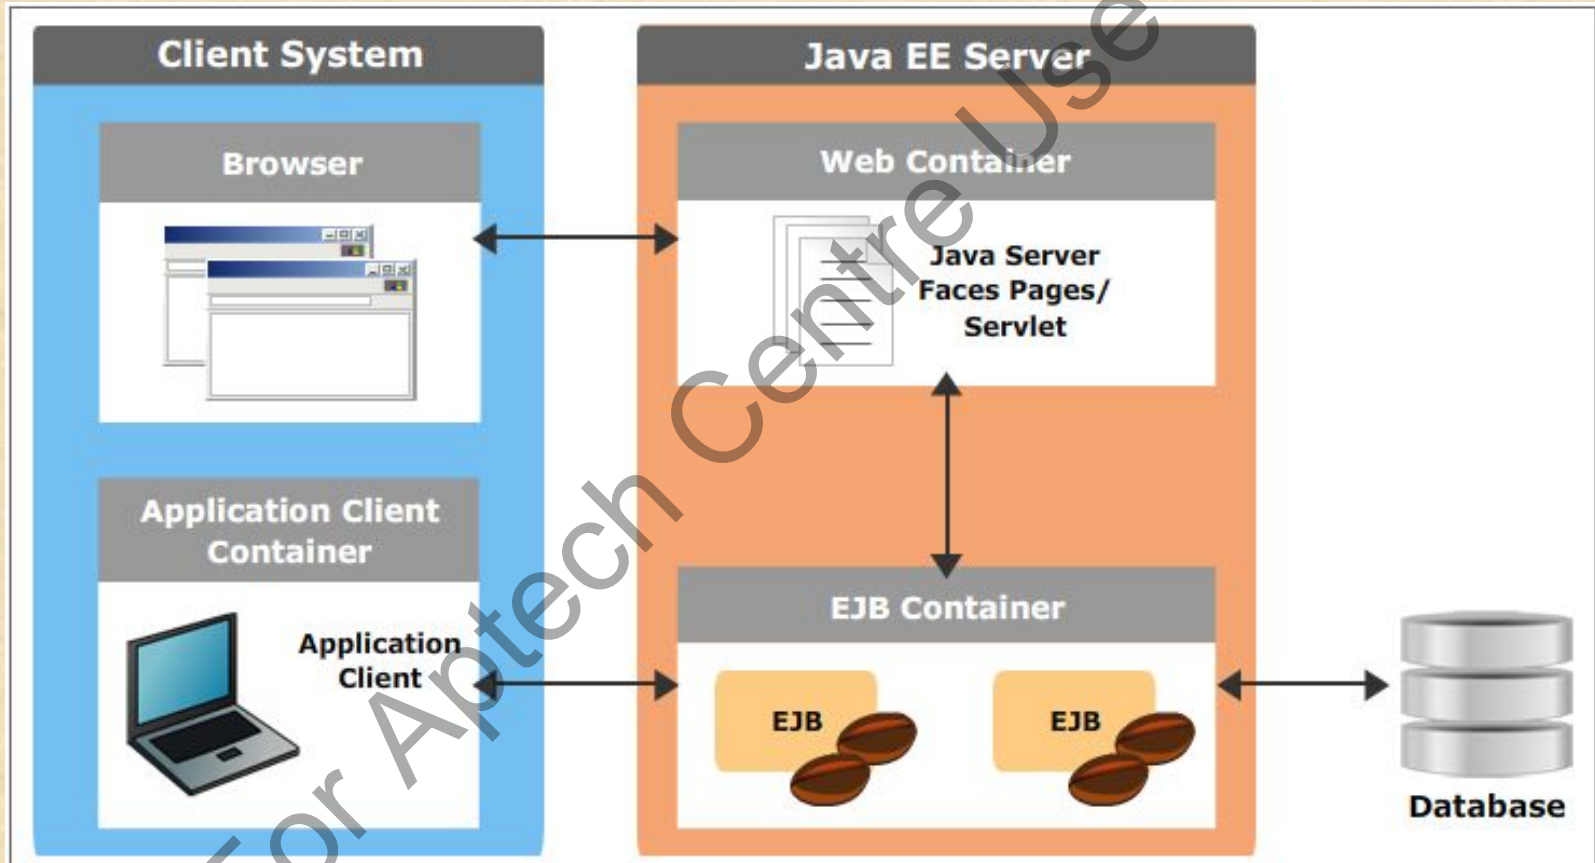 Client System
Browser
Application Client
Container
Application
Client
Java EE Server
Web Container
Java Server
Faces Pages/
Servlet
EJB Container
EJB
EJB
Database
For Aptech Centre Use